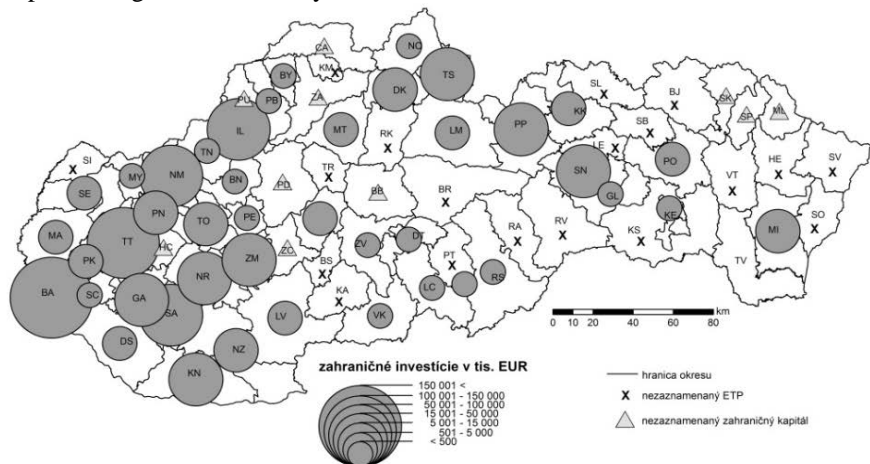 CA
NO
KM
TS
BY
SL
BJ
DK
PU
PB
ZA
SK
ML
SP
KK
IL
MT
RK
LM
PP
SB
LE
PO
HE
SV
SI
TN
TR
SN
VT
MY
NM
BN
PD
BB
BR
SE
GL
PN
PE
TO
KE
RA
RV
SO
MA
TT
HC
ZV
DT
KS
MI
PK
ZM
ZO
BS
PT
TV
NR
RS
BA
SC
GA
KA
LC
SA
LV
VK
DS
NZ
KN
km
0 10 20 40 60 80
zahraničné investície v tis. EUR
150 001 <
100 001 - 150 000
50 001 - 100 000
15 001 - 50 000
5 001 - 15 000
501 - 5 000
< 500
hranica okresu
X nezaznamenaný ETP
nezaznamenaný zahraničný kapitál